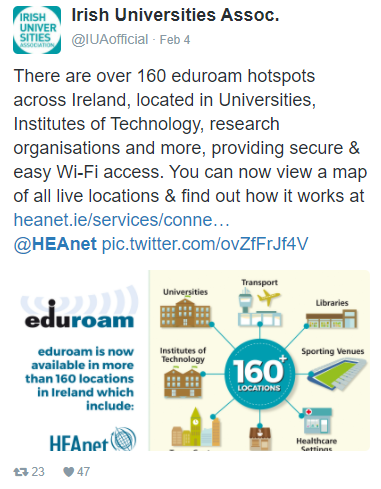 IRISH
UNIVER
SITIES
ASSOCIATION
Irish Universities Assoc.
@IUAofficial · Feb 4
There are over 160 eduroam hotspots
across Ireland, located in Universities,
Institutes of Technology, research
organisations and more, providing secure &
easy Wi-Fi access. You can now view a map
of all live locations & find out how it works at
heanet.ie/services/conne…
@HEAnet pic.twitter.com/ovZfFrJf4V
eduroam
eduroam is now
available in more
than 160 locations
in Ireland which
include:
HEAnet
Universities
Transport
Libraries
Institutes of
Technology
160+
LOCATIONS
Sporting Venues
Healthcare
Settings
23
47